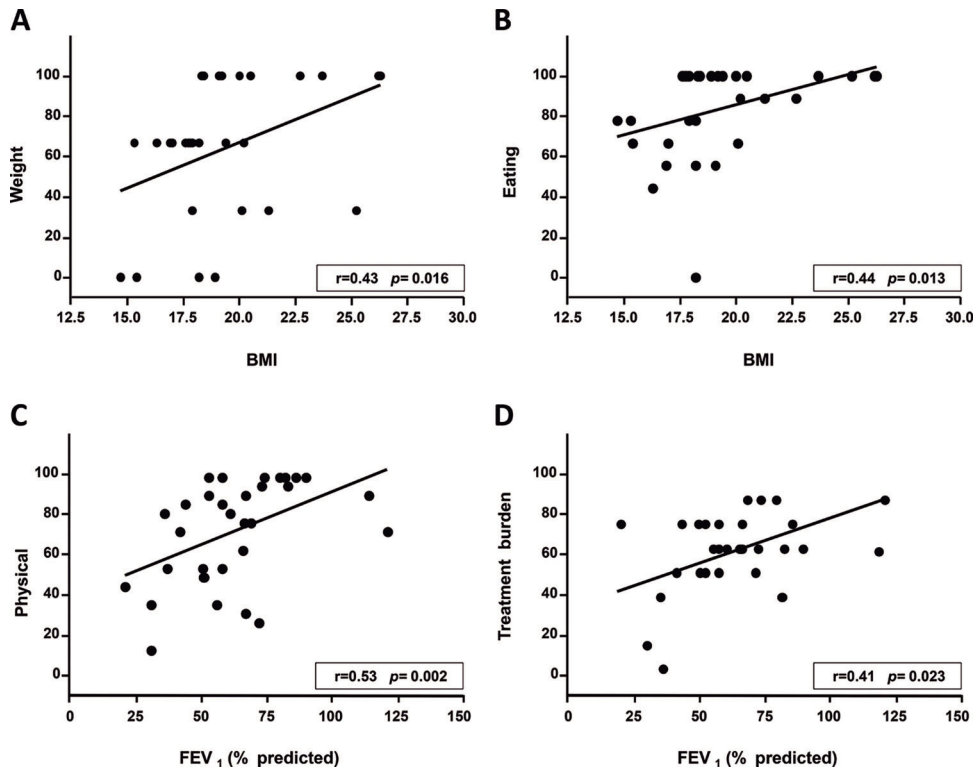 A
Weight
100
80
60
40
20
0
r=0.43 p= 0.016
12.5 15.0 17.5 20.0 22.5 25.0 27.5 30.0
BMI
B
Eating
100
80
60
40
20
0
r=0.44 p= 0.013
12.5 15.0 17.5 20.0 22.5 25.0 27.5 30.0
BMI
C
Physical
100
80
60
40
20
0
r=0.53 p= 0.002
0 25 50 75 100 125 150
FEV 1 (% predicted)
D
Treatment burden
100
80
60
40
20
0
r=0.41 p= 0.023
0 25 50 75 100 125 150
FEV 1 (% predicted)